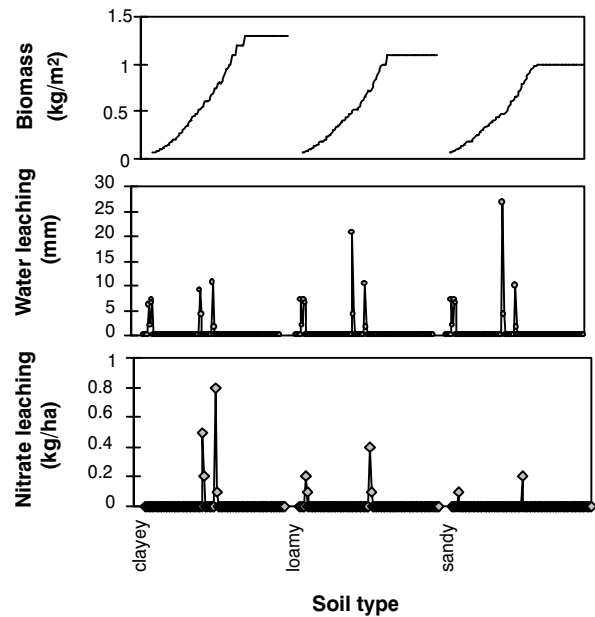 Biomass
(kg/m2)
1.5
1
0.5
0
Water leaching
(mm)
30
25
20
15
10
5
0
Nitrate leaching
(kg/ha)
1
0.8
0.6
0.4
0.2
0
clayey
loamy
sandy
Soil type